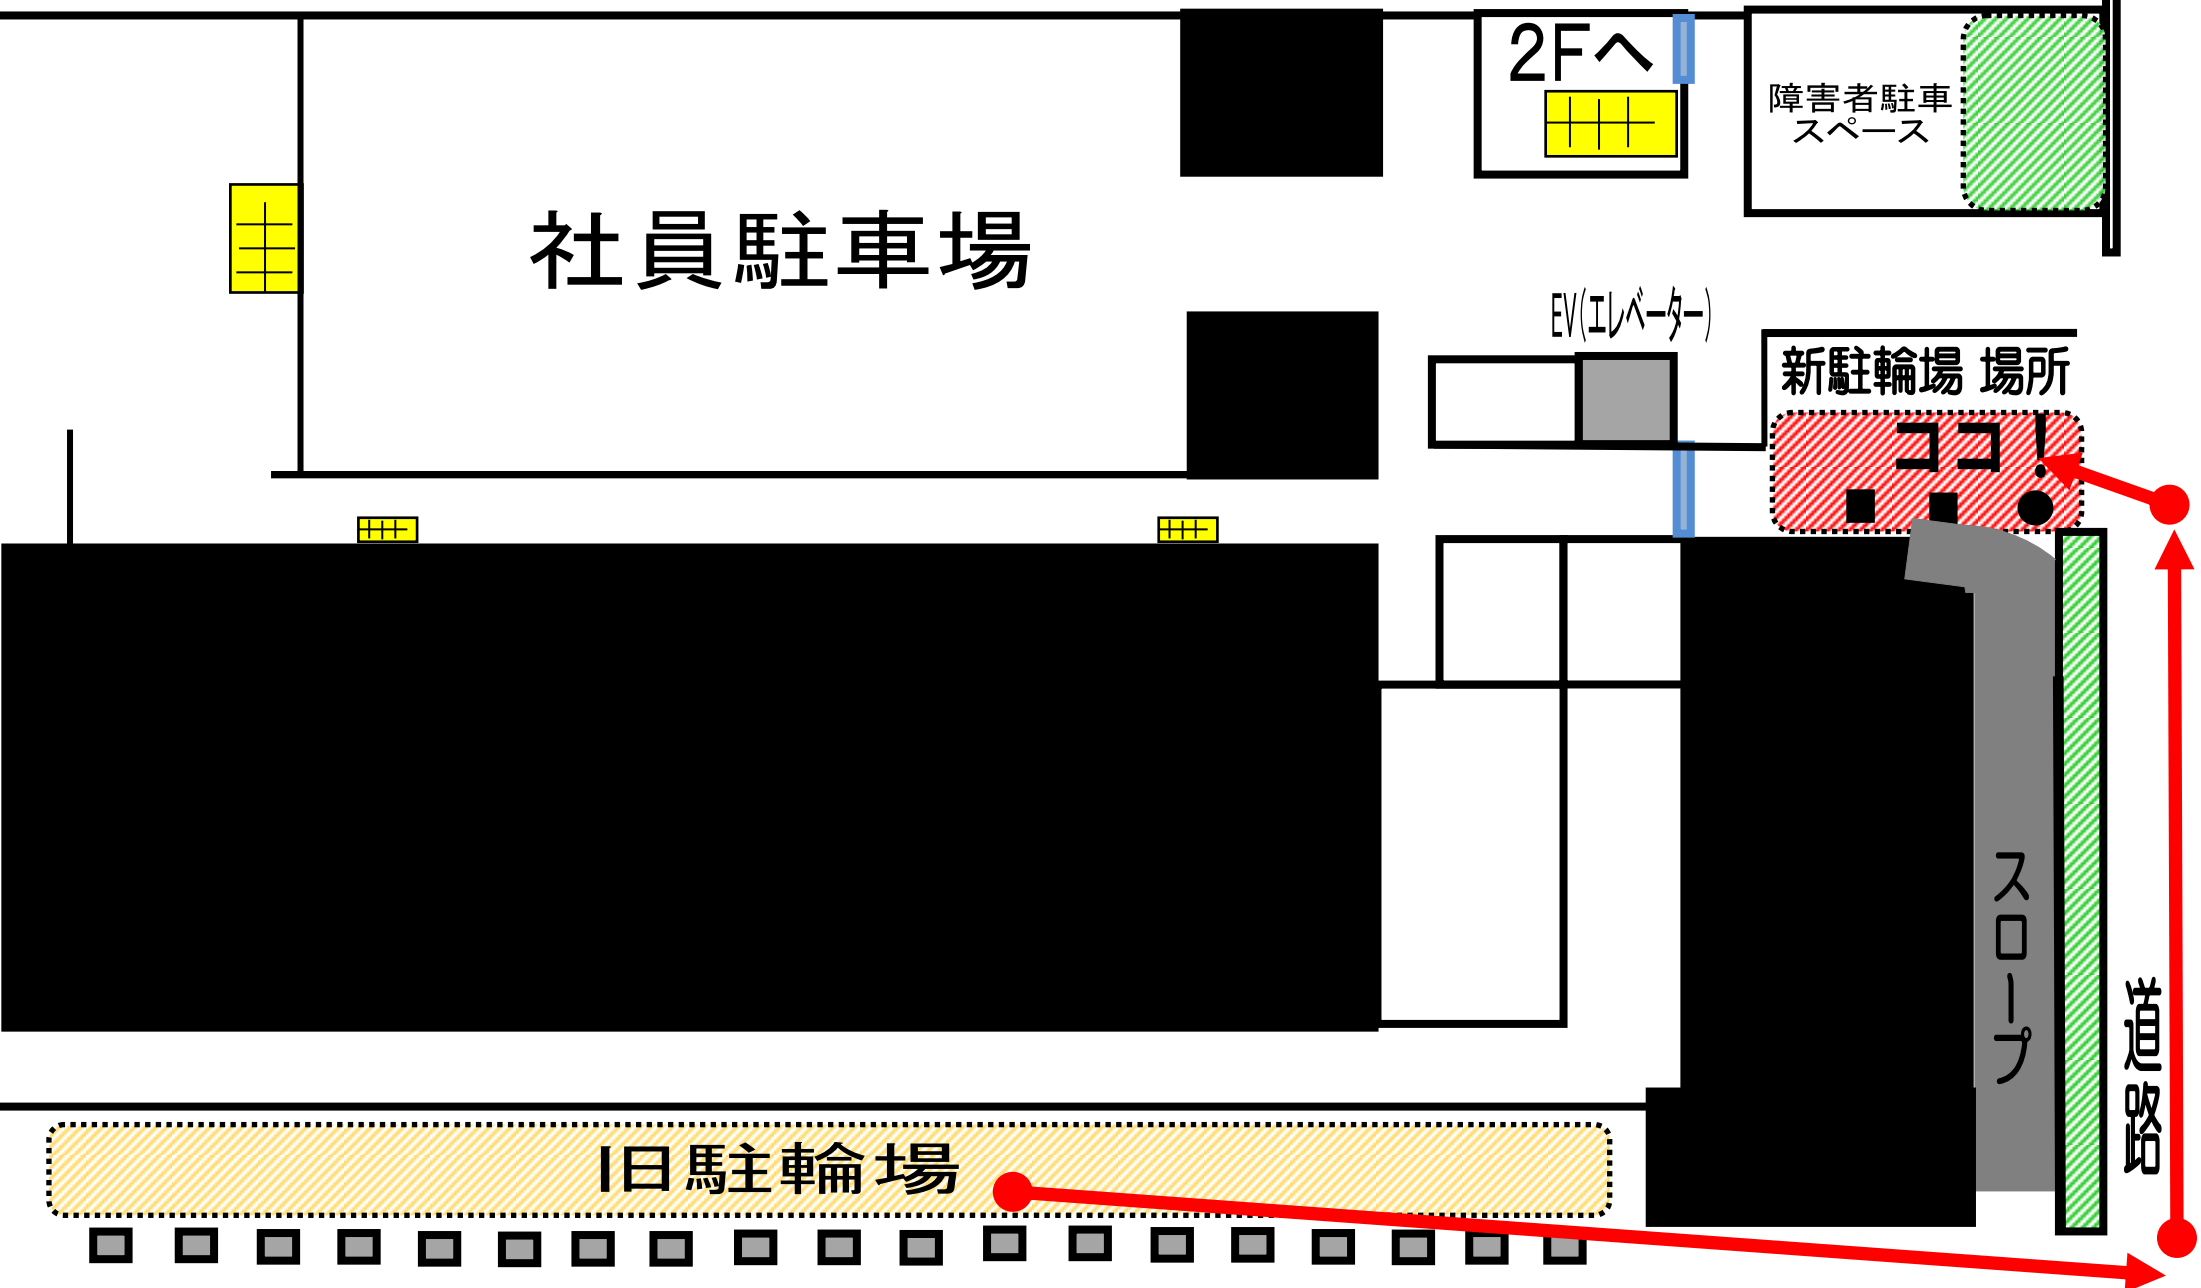 2Fへ
障害者駐車
スペース
社員駐車場
EV(エレベーター)
新駐輪場 場所
ココ!
スロープ
道路
旧駐輪場